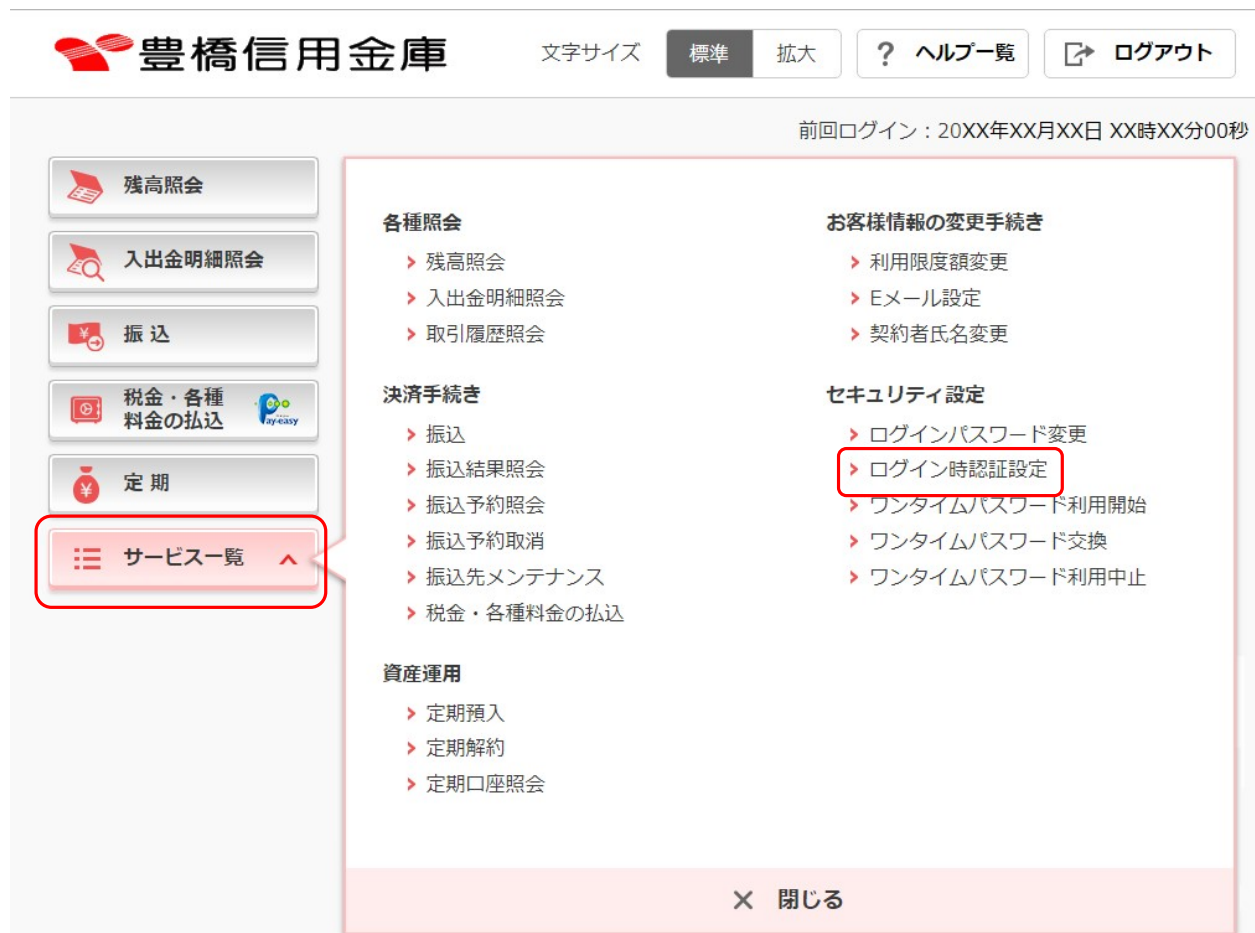 豊橋信用金庫
文字サイズ 標準 拡大 ? ヘルプ一覧 ログアウト
前回ログイン：20XX年XX月XX日 XX時XX分00秒
残高照会
入出金明細照会
振込
税金・各種
料金の払込
Pay-easy
定期
サービス一覧
各種照会
残高照会
入出金明細照会
取引履歴照会
決済手続き
振込
振込結果照会
振込予約照会
振込予約取消
振込先メンテナンス
税金・各種料金の払込
資産運用
定期預入
定期解約
定期口座照会
お客様情報の変更手続き
利用限度額変更
Eメール設定
契約者氏名変更
セキュリティ設定
ログインパスワード変更
ログイン時認証設定
ワンタイムパスワード利用開始
ワンタイムパスワード交換
ワンタイムパスワード利用中止
× 閉じる